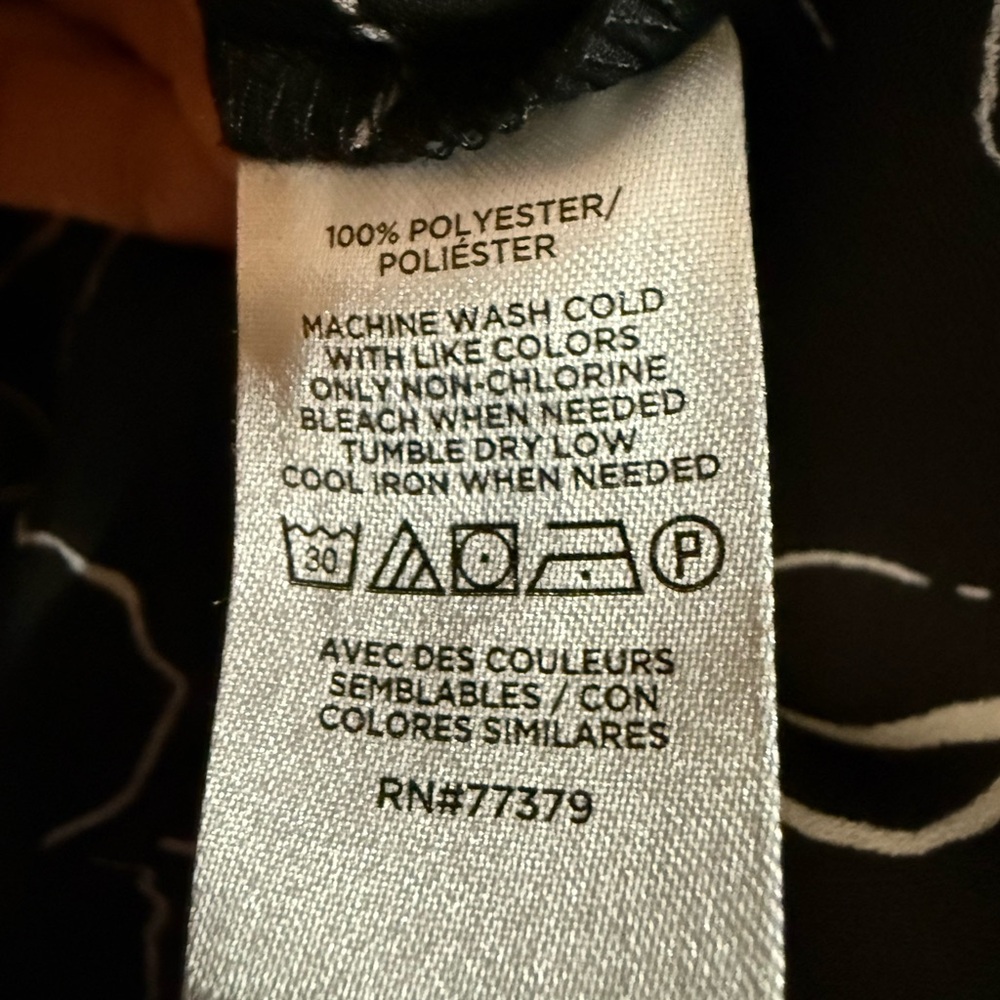 100% POLYESTER/
POLIÉSTER
MACHINE WASH COLD
WITH LIKE COLORS
ONLY NON-CHLORINE
BLEACH WHEN NEEDED
TUMBLE DRY LOW
COOL IRON WHEN NEEDED
30 P
AVEC DES COULEURS
SEMBLABLES / CON
COLORES SIMILARES
RN#77379